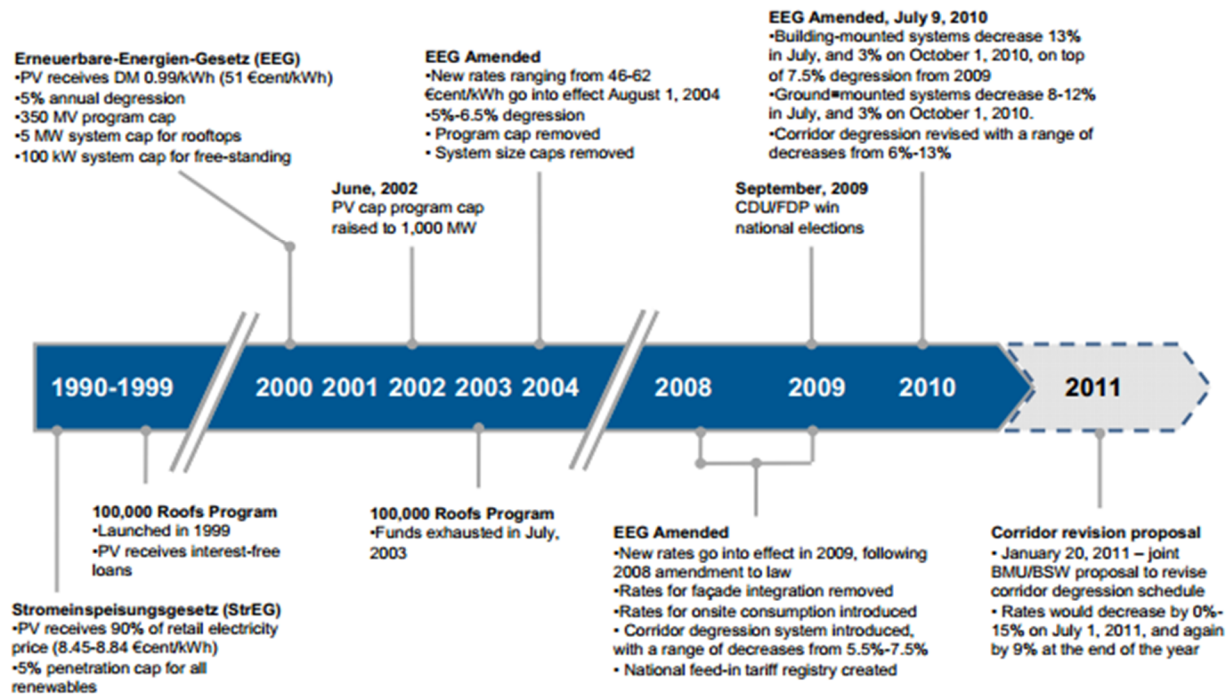 Erneuerbare-Energien-Gesetz (EEG)
•PV receives DM 0.99/kWh (51 €cent/kWh)
•5% annual degression
•350 MV program cap
•5 MW system cap for rooftops
•100 kW system cap for free-standing
June, 2002
PV cap program cap
raised to 1,000 MW
EEG Amended
•New rates ranging from 46-62
€cent/kWh go into effect August 1, 2004
•5%-6.5% degression
• Program cap removed
• System size caps removed
September, 2009
CDU/FDP win
national elections
EEG Amended, July 9, 2010
•Building-mounted systems decrease 13%
in July, and 3% on October 1, 2010, on top
of 7.5% degression from 2009
•Ground=mounted systems decrease 8-12%
in July, and 3% on October 1, 2010.
•Corridor degression revised with a range of
decreases from 6%-13%
1990-1999 2000 2001 2002 2003 2004 2008 2009 2010 2011
Stromeinspeisungsgesetz (StrEG)
•PV receives 90% of retail electricity
price (8.45-8.84 €cent/kWh)
•5% penetration cap for all
renewables
100,000 Roofs Program
•Launched in 1999
•PV receives interest-free
loans
100,000 Roofs Program
•Funds exhausted in July,
2003
EEG Amended
•New rates go into effect in 2009, following
2008 amendment to law
•Rates for façade integration removed
•Rates for onsite consumption introduced
• Corridor degression system introduced,
with a range of decreases from 5.5%-7.5%
• National feed-in tariff registry created
Corridor revision proposal
• January 20, 2011 – joint
BMU/BSW proposal to revise
corridor degression schedule
• Rates would decrease by 0%-
15% on July 1, 2011, and again
by 9% at the end of the year